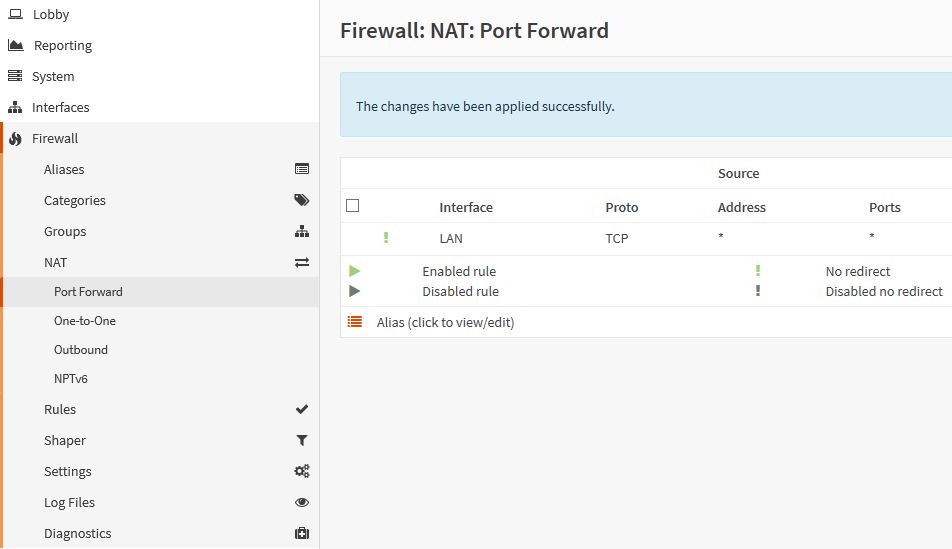 Lobby
Reporting
System
Interfaces
Firewall
Aliases
Categories
Groups
NAT
Port Forward
One-to-One
Outbound
NPTv6
Rules
Shaper
Settings
Log Files
Diagnostics
Firewall: NAT: Port Forward
The changes have been applied successfully.
Source
Interface Proto Address Ports
LAN TCP * *
Enabled rule No redirect
Disabled rule Disabled no redirect
Alias (click to view/edit)